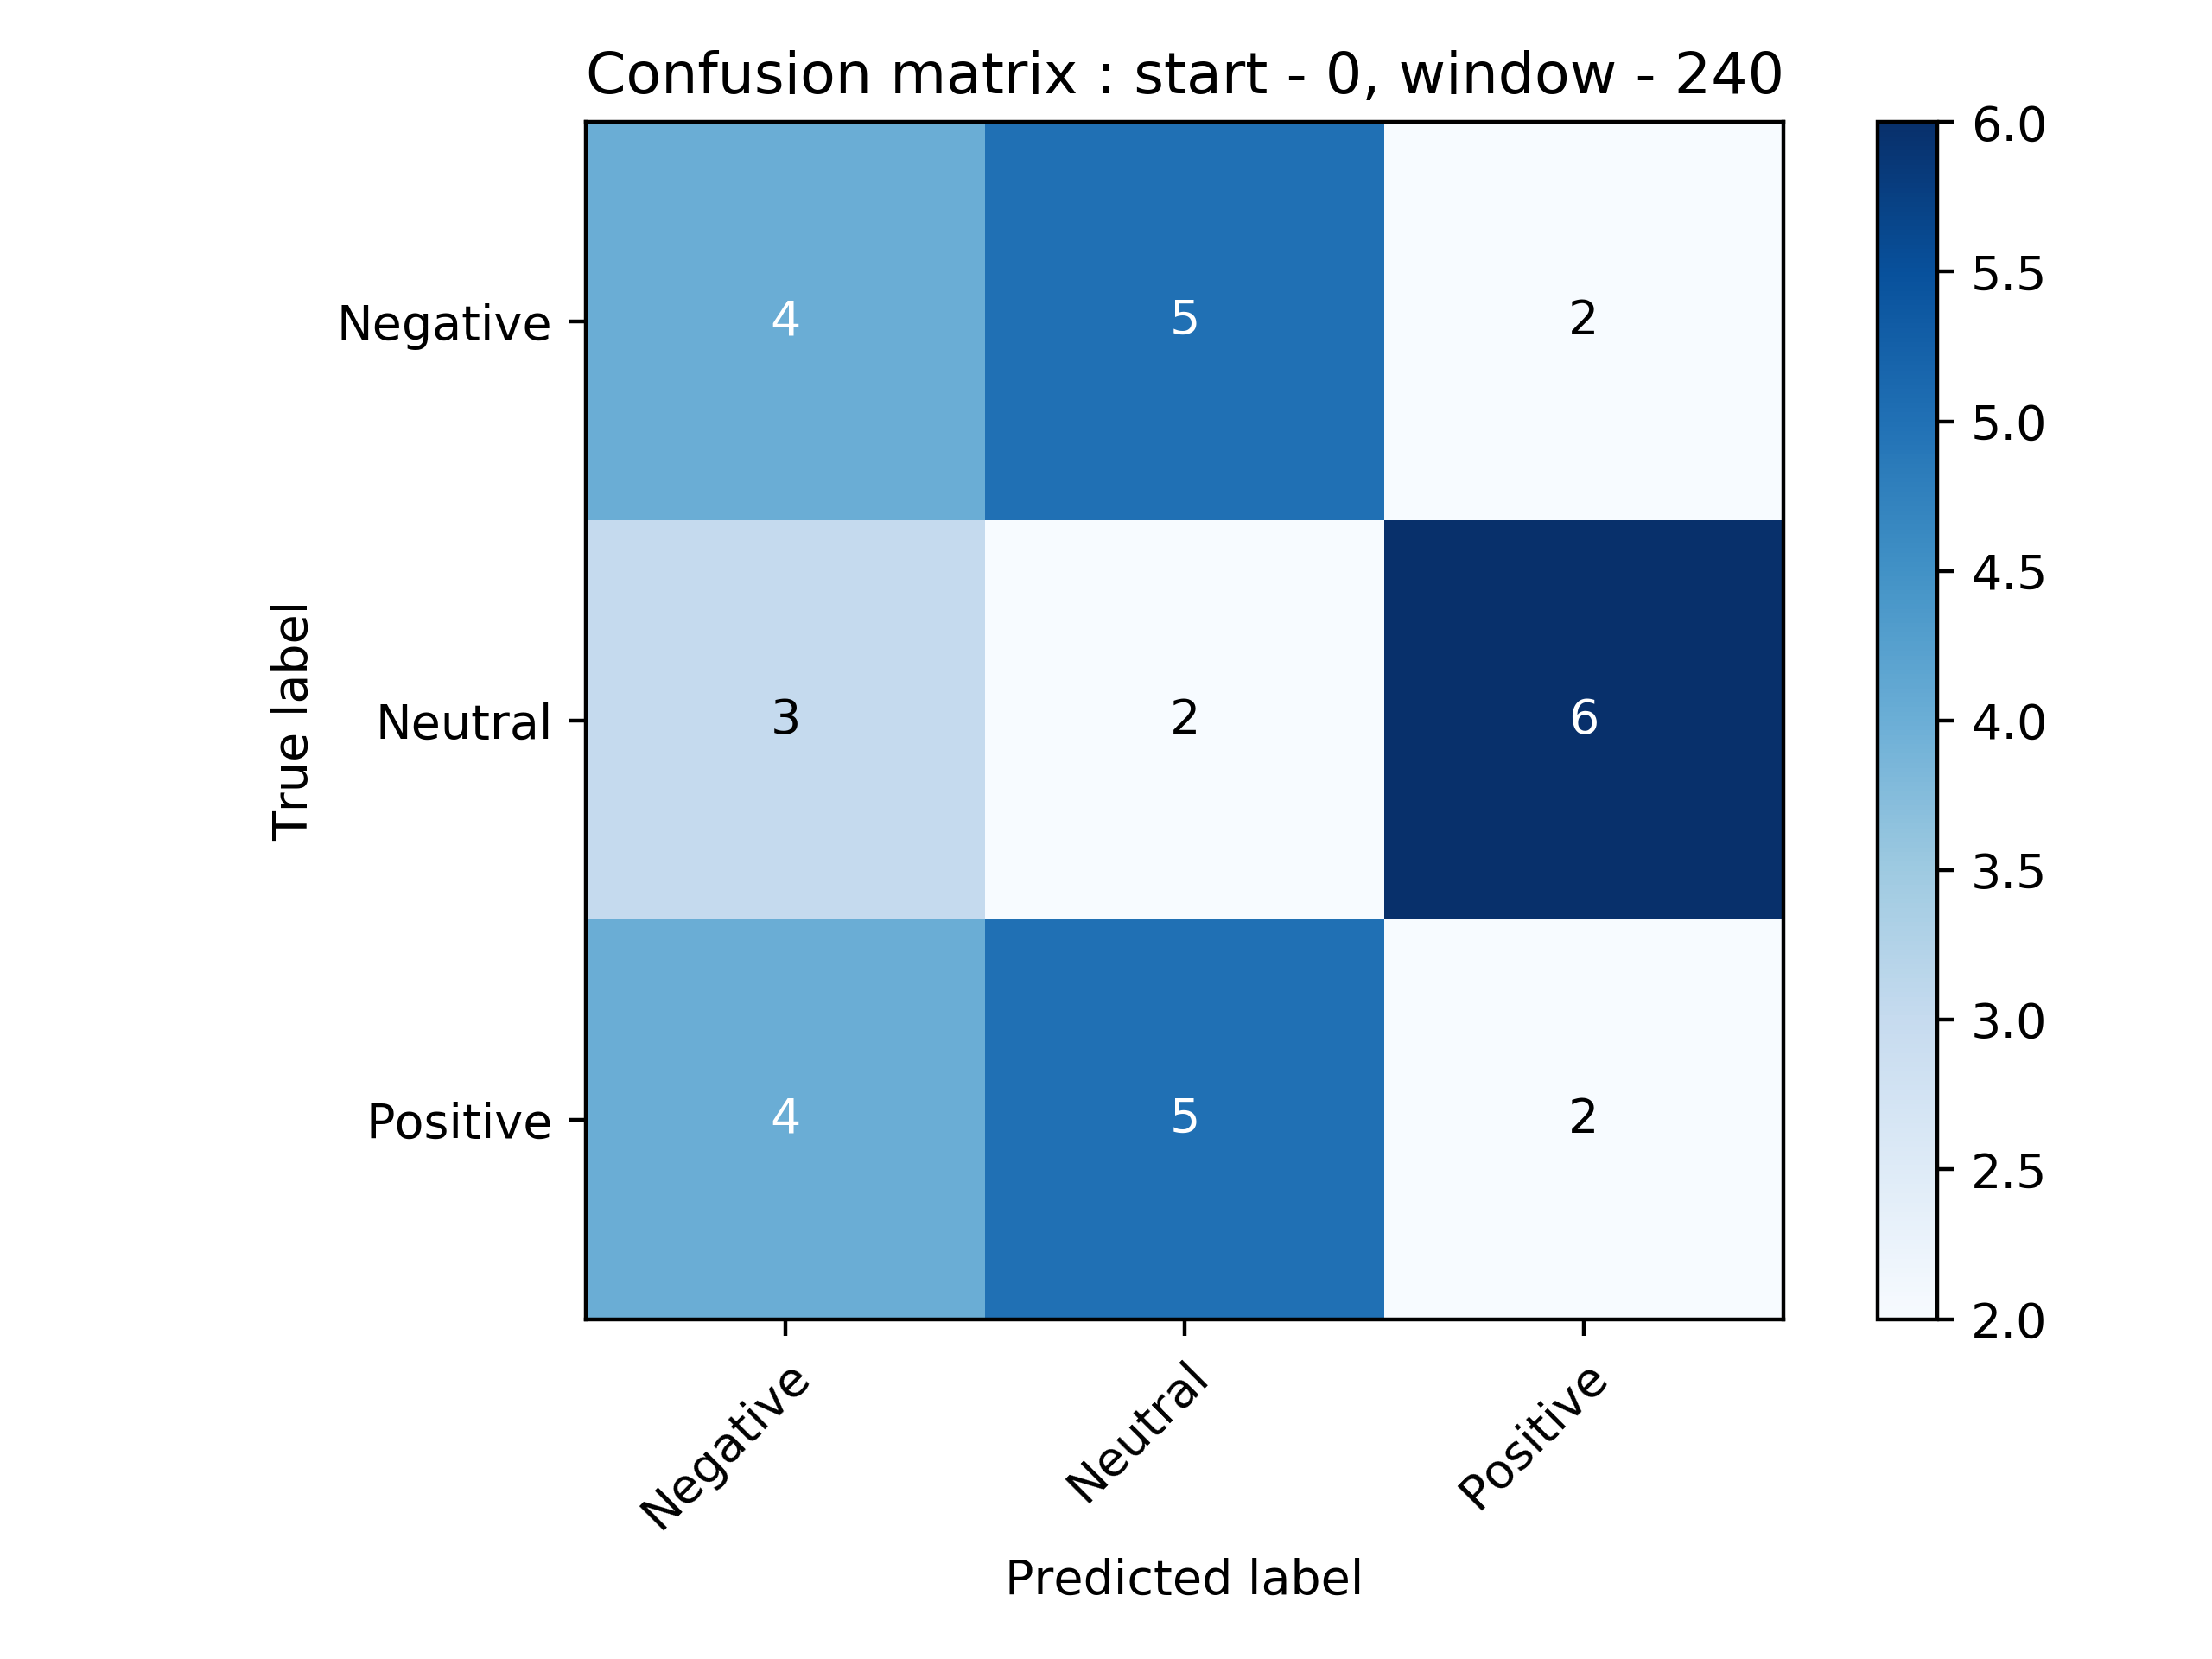 Confusion matrix : start - 0, window - 240
Negative 4 5 2
Neutral 3 2 6
Positive 4 5 2
True label
Negative Neutral Positive
Predicted label
6.0
5.5
5.0
4.5
4.0
3.5
3.0
2.5
2.0